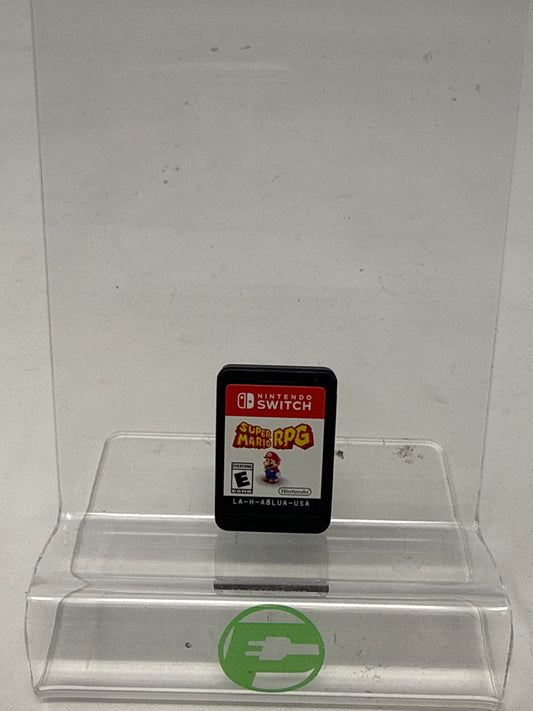 NINTENDO
SWITCH
SUPER
MARIO RPG
EVERYONE
E
ESRB
Nintendo
LA-H-ABLUA-USA